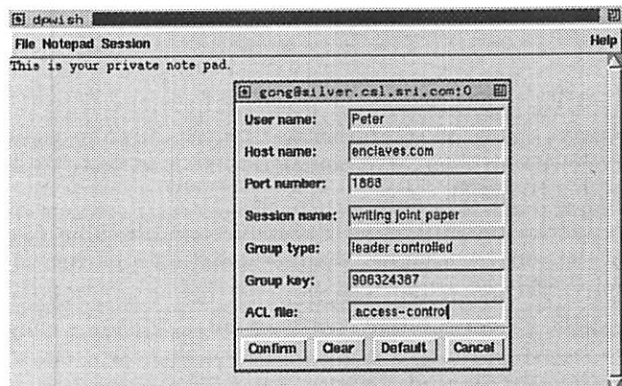 dpwish
File Notepad Session Help
This is your private note pad.
gong@silver.csl.sri.com:0
User name: Peter
Host name: enclaves.com
Port number: 1868
Session name: writing joint paper
Group type: leader controlled
Group key: 906324367
ACL file: .access-control
Confirm Clear Default Cancel